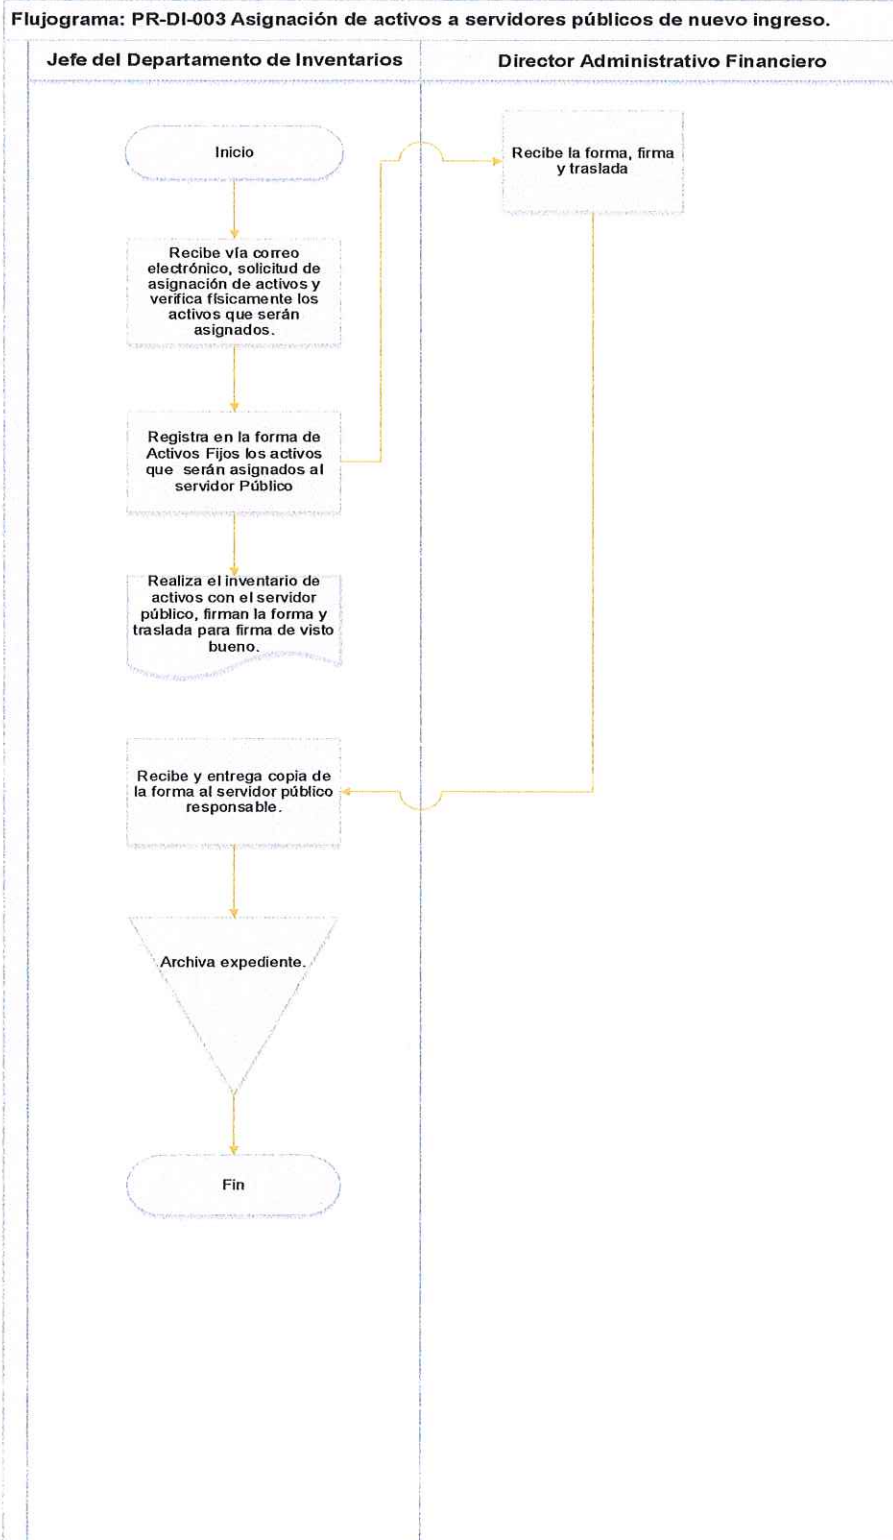 Flujograma: PR-DI-003 Asignación de activos a servidores públicos de nuevo ingreso.
Jefe del Departamento de Inventarios
Director Administrativo Financiero
Inicio
Recibe la forma, firma
y traslada
Recibe vía correo
electrónico, solicitud de
asignación de activos y
verifica físicamente los
activos que serán
asignados.
Registra en la forma de
Activos Fijos los activos
que serán asignados al
servidor Público
Realiza el inventario de
activos con el servidor
público, firman la forma y
traslada para firma de visto
bueno.
Recibe y entrega copia de
la forma al servidor público
responsable.
Archiva expediente.
Fin